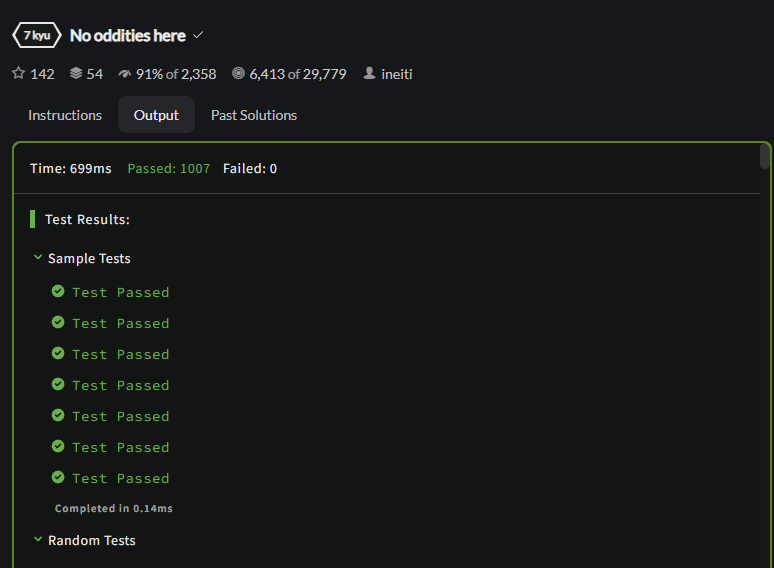 7 kyu No oddities here
142 54 91% of 2,358 6,413 of 29,779 ineiti
Instructions Output Past Solutions
Time: 699ms Passed: 1007 Failed: 0
Test Results:
Sample Tests
Test Passed
Test Passed
Test Passed
Test Passed
Test Passed
Test Passed
Test Passed
Completed in 0.14ms
Random Tests